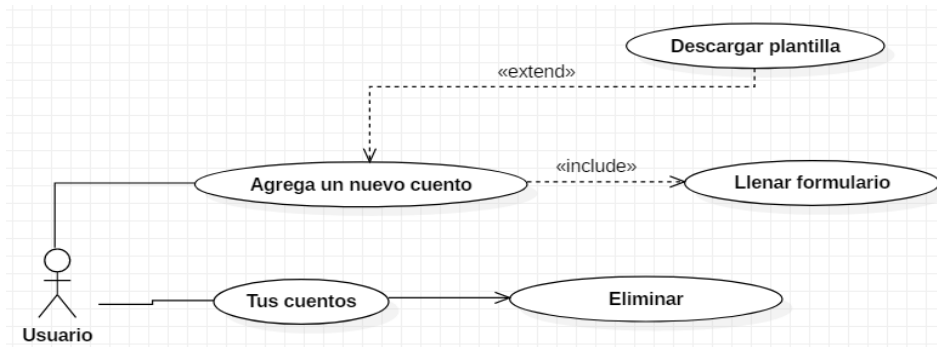 Descargar plantilla
«extend»
«include»
Agrega un nuevo cuento
Llenar formulario
Tus cuentos
Eliminar
Usuario